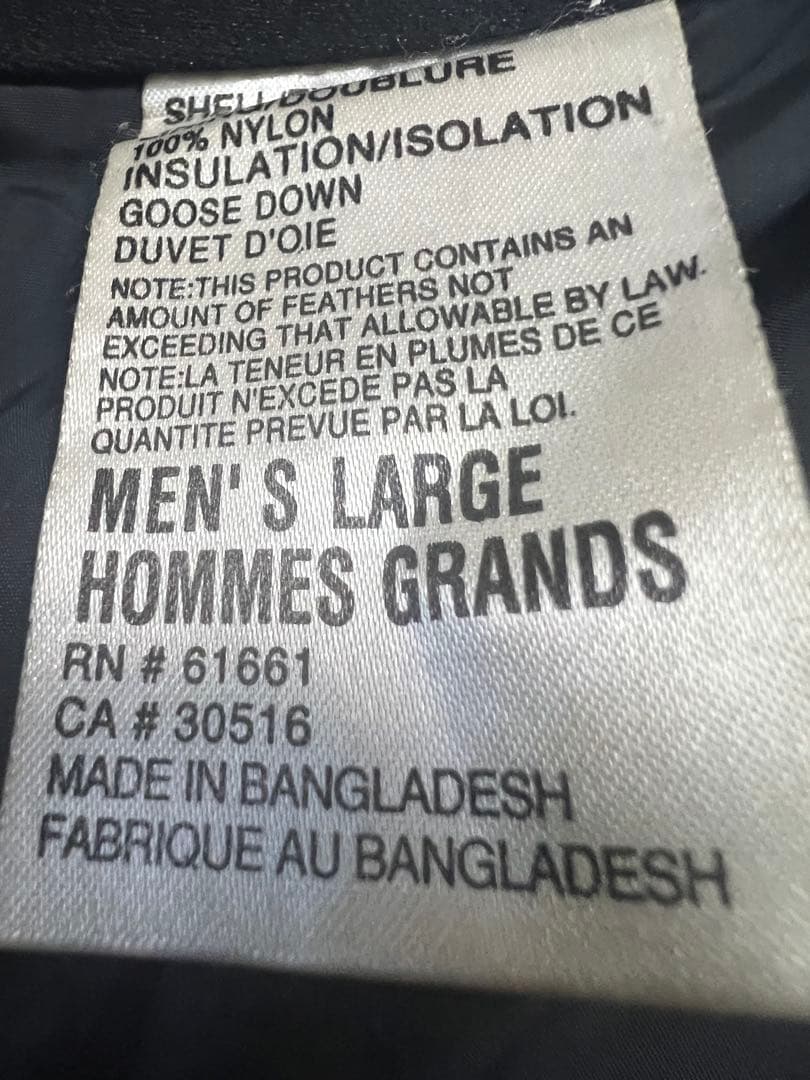 SHELL/DOUBLURE
100% NYLON
INSULATION/ISOLATION
GOOSE DOWN
DUVET D'OIE
NOTE:THIS PRODUCT CONTAINS AN
AMOUNT OF FEATHERS NOT
EXCEEDING THAT ALLOWABLE BY LAW.
NOTE:LA TENEUR EN PLUMES DE CE
PRODUIT N'EXCEDE PAS LA
QUANTITE PREVUE PAR LA LOI.
MEN'S LARGE
HOMMES GRANDS
RN # 61661
CA # 30516
MADE IN BANGLADESH
FABRIQUE AU BANGLADESH